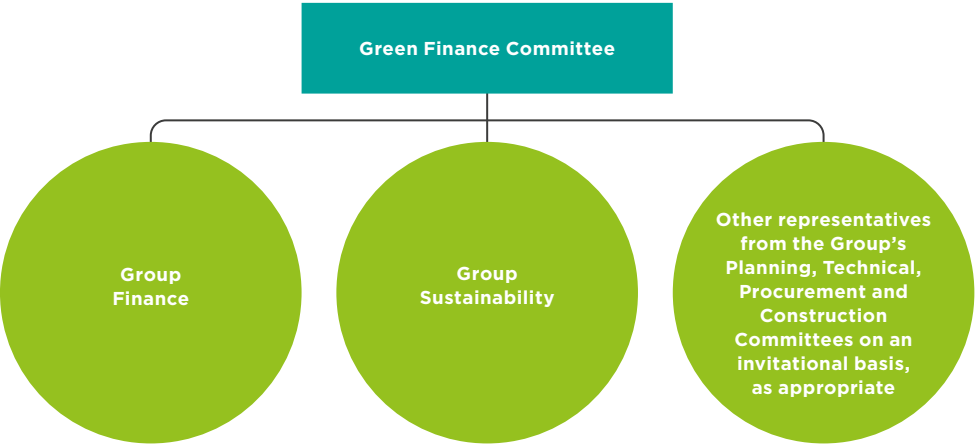 Green Finance Committee
Group
Finance
Group
Sustainability
Other representatives
from the Group’s
Planning, Technical,
Procurement and
Construction
Committees on an
invitational basis,
as appropriate